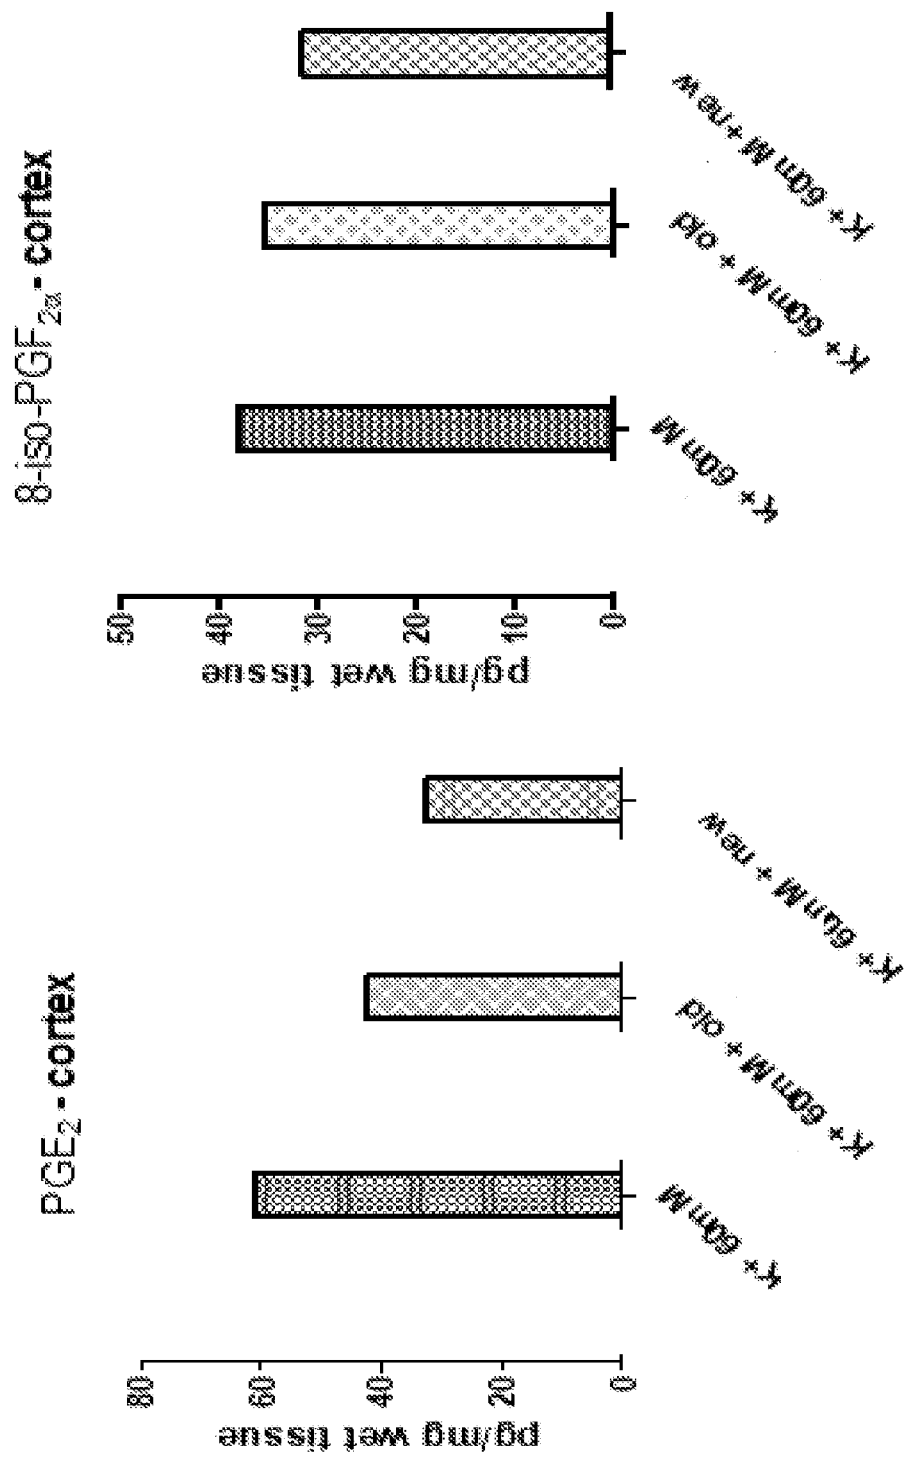 PGE2 - cortex
pg/mg wet tissue
80
60
40
20
0
K+ 60mM
K+ 60mM + old
K+ 60mM + new
8-iso-PGF2α - cortex
pg/mg wet tissue
50
40
30
20
10
0
K+ 60mM
K+ 60mM + old
K+ 60mM +new